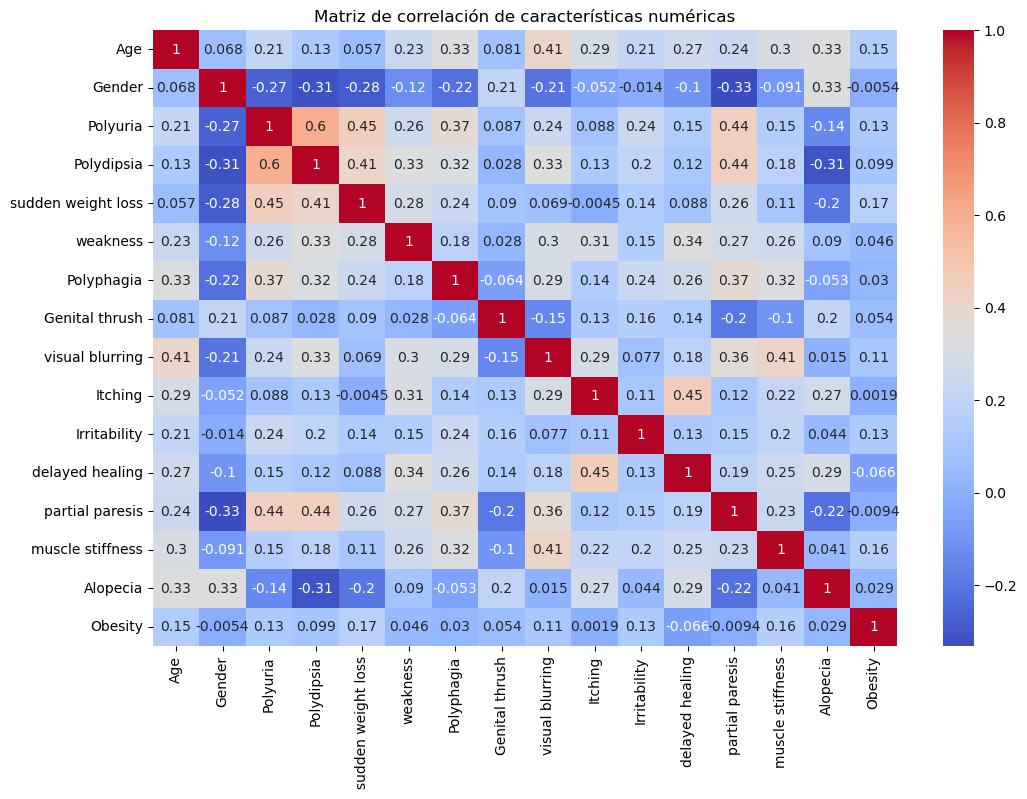 Matriz de correlación de características numéricas
Age 1 0.068 0.21 0.13 0.057 0.23 0.33 0.081 0.41 0.29 0.21 0.27 0.24 0.3 0.33 0.15
Gender 0.068 1 -0.27 -0.31 -0.28 -0.12 -0.22 0.21 -0.21 -0.052 -0.014 -0.1 -0.33 -0.091 0.33 -0.0054
Polyuria 0.21 -0.27 1 0.6 0.45 0.26 0.37 0.087 0.24 0.088 0.24 0.15 0.44 0.15 -0.14 0.13
Polydipsia 0.13 -0.31 0.6 1 0.41 0.33 0.32 0.028 0.33 0.13 0.2 0.12 0.44 0.18 -0.31 0.099
sudden weight loss 0.057 -0.28 0.45 0.41 1 0.28 0.24 0.09 0.069 -0.0045 0.14 0.088 0.26 0.11 -0.2 0.17
weakness 0.23 -0.12 0.26 0.33 0.28 1 0.18 0.028 0.3 0.31 0.15 0.34 0.27 0.26 0.09 0.046
Polyphagia 0.33 -0.22 0.37 0.32 0.24 0.18 1 -0.064 0.29 0.14 0.24 0.26 0.37 0.32 -0.053 0.03
Genital thrush 0.081 0.21 0.087 0.028 0.09 0.028 -0.064 1 -0.15 0.13 0.16 0.14 -0.2 -0.1 0.2 0.054
visual blurring 0.41 -0.21 0.24 0.33 0.069 0.3 0.29 -0.15 1 0.29 0.077 0.18 0.36 0.41 0.015 0.11
Itching 0.29 -0.052 0.088 0.13 -0.0045 0.31 0.14 0.13 0.29 1 0.11 0.45 0.12 0.22 0.27 0.0019
Irritability 0.21 -0.014 0.24 0.2 0.14 0.15 0.24 0.16 0.077 0.11 1 0.13 0.15 0.2 0.044 0.13
delayed healing 0.27 -0.1 0.15 0.12 0.088 0.34 0.26 0.14 0.18 0.45 0.13 1 0.19 0.25 0.29 -0.066
partial paresis 0.24 -0.33 0.44 0.44 0.26 0.27 0.37 -0.2 0.36 0.12 0.15 0.19 1 0.23 -0.22 -0.0094
muscle stiffness 0.3 -0.091 0.15 0.18 0.11 0.26 0.32 -0.1 0.41 0.22 0.2 0.25 0.23 1 0.041 0.16
Alopecia 0.33 0.33 -0.14 -0.31 -0.2 0.09 -0.053 0.2 0.015 0.27 0.044 0.29 -0.22 0.041 1 0.029
Obesity 0.15 -0.0054 0.13 0.099 0.17 0.046 0.03 0.054 0.11 0.0019 0.13 -0.066 -0.0094 0.16 0.029 1
Age
Gender
Polyuria
Polydipsia
sudden weight loss
weakness
Polyphagia
Genital thrush
visual blurring
Itching
Irritability
delayed healing
partial paresis
muscle stiffness
Alopecia
Obesity
1.0
0.8
0.6
0.4
0.2
0.0
−0.2